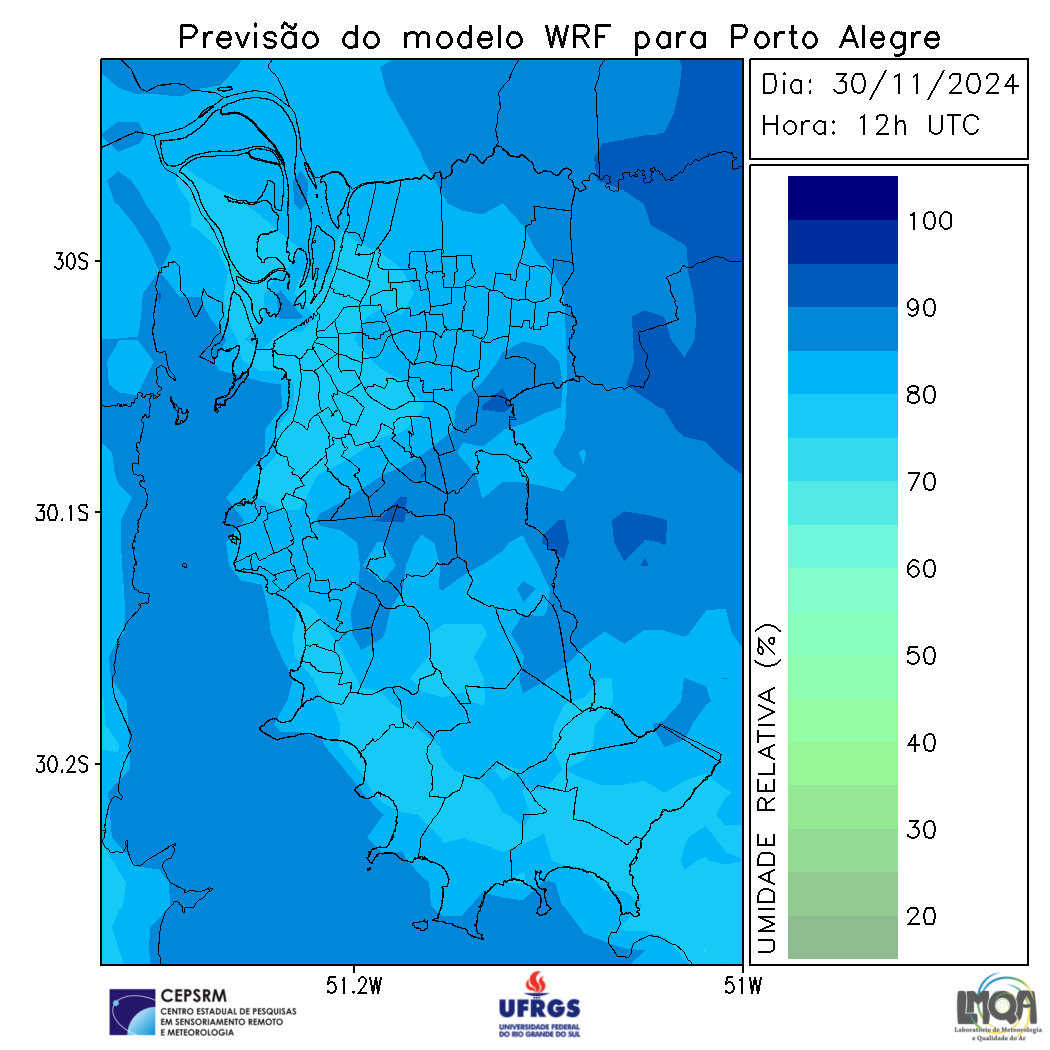 Previsão do modelo WRF para Porto Alegre
Dia: 30/11/2024
Hora: 12h UTC
100
90
80
70
60
50
40
30
20
UMIDADE RELATIVA (%)
30S
30.1S
30.2S
51.2W
51W
CEPSRM
CENTRO ESTADUAL DE PESQUISAS
EM SENSORIAMENTO REMOTO
E METEOROLOGIA
UFRGS
UNIVERSIDADE FEDERAL
DO RIO GRANDE DO SUL
LMQA
Laboratório de Meteorologia
e Qualidade do Ar